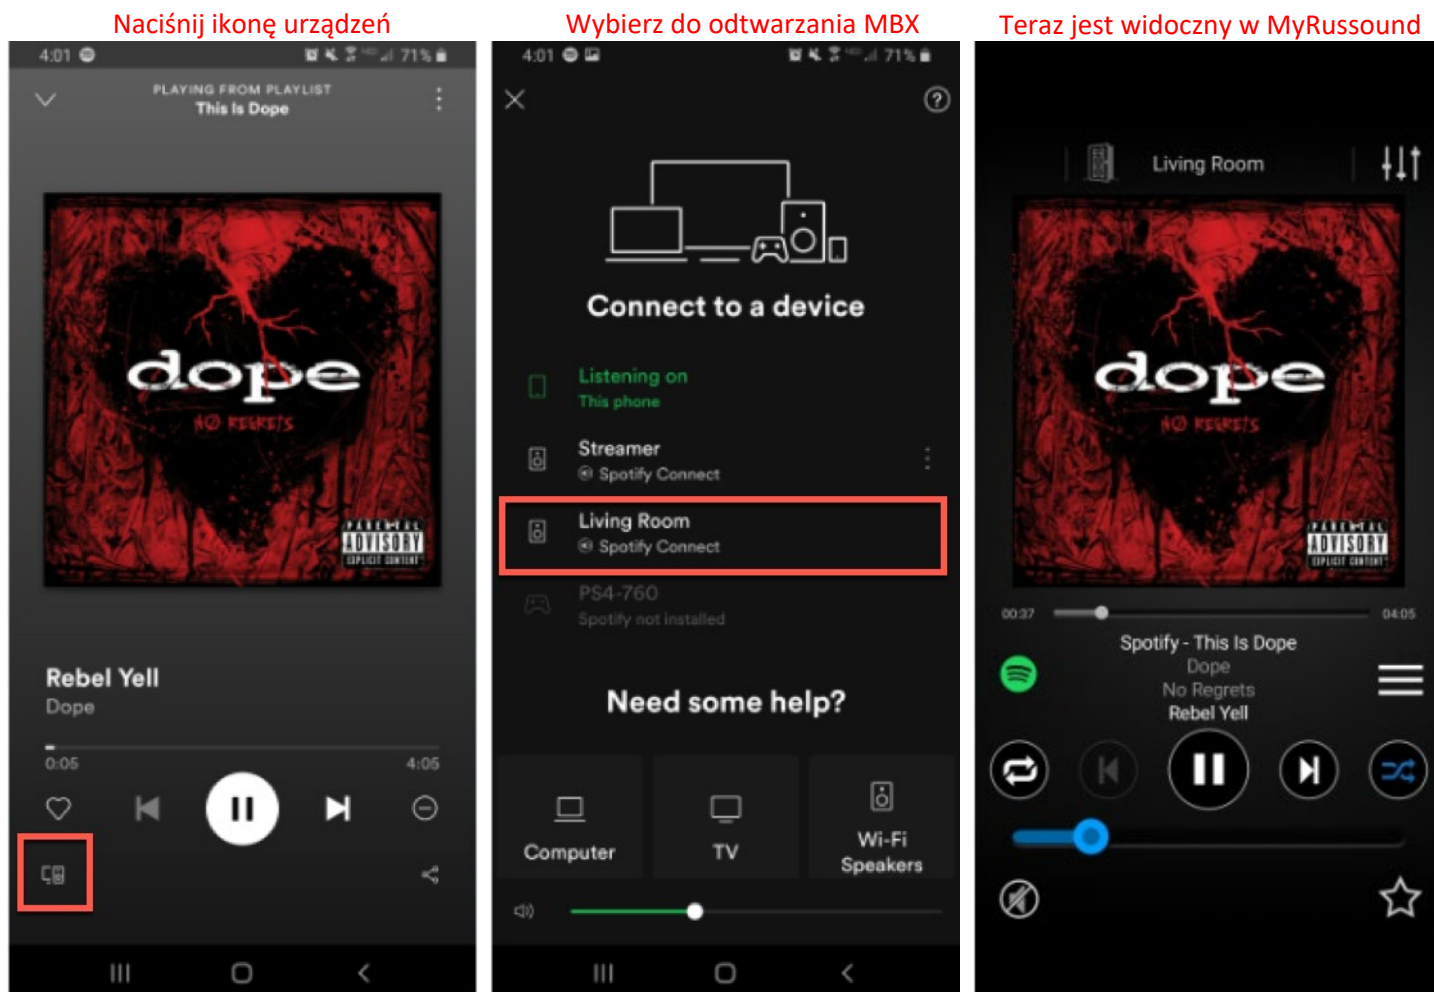 Naciśnij ikonę urządzeń
4:01
71%
PLAYING FROM PLAYLIST
This Is Dope
dope
NØ REGRETS
PARENTAL
ADVISORY
EXPLICIT CONTENT
Rebel Yell
Dope
0:05
4:05
Wybierz do odtwarzania MBX
4:01
71%
Connect to a device
Listening on
This phone
Streamer
Spotify Connect
Living Room
Spotify Connect
PS4-760
Spotify not installed
Need some help?
Computer
TV
Wi-Fi
Speakers
Teraz jest widoczny w MyRussound
Living Room
dope
NØ REGRETS
PARENTAL
ADVISORY
EXPLICIT CONTENT
00:37
04:05
Spotify - This Is Dope
Dope
No Regrets
Rebel Yell